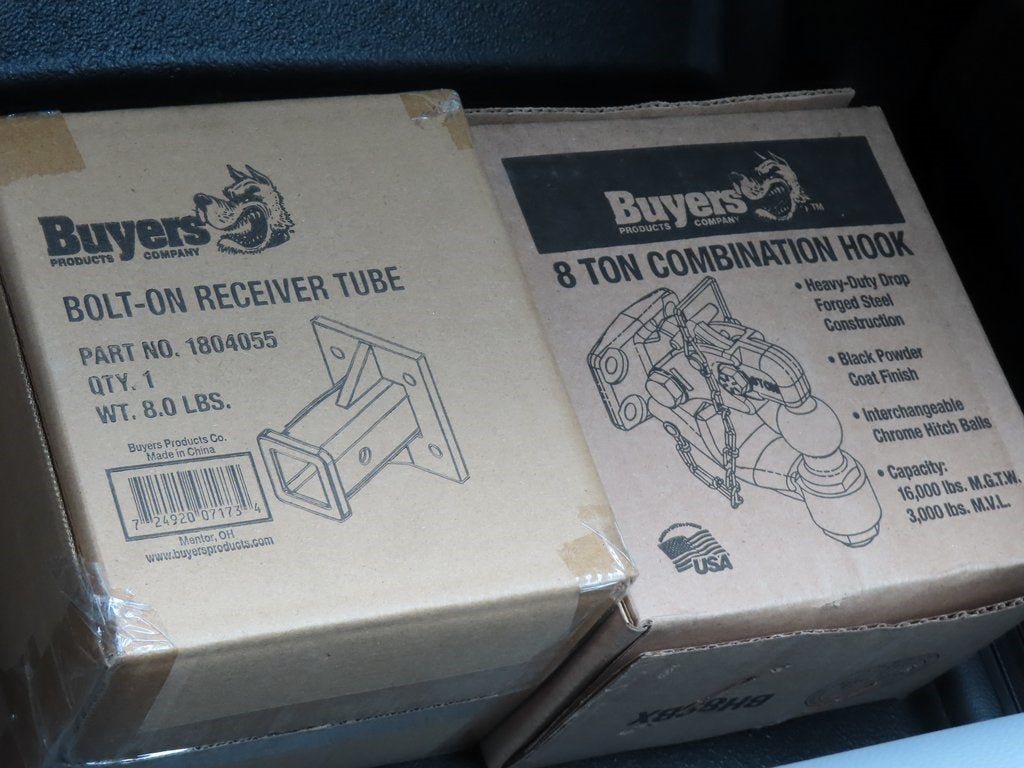 Buyers
PRODUCTS COMPANY
BOLT-ON RECEIVER TUBE
PART NO. 1804055
QTY. 1
WT. 8.0 LBS.
Buyers Products Co.
Made in China
7 24920 07173 4
Mentor, OH
www.buyersproducts.com
Buyers
PRODUCTS COMPANY
TM
8 TON COMBINATION HOOK
• Heavy-Duty Drop
Forged Steel
Construction
• Black Powder
Coat Finish
• Interchangeable
Chrome Hitch Balls
• Capacity:
16,000 lbs. M.G.T.W.
3,000 lbs. M.V.L.
USA